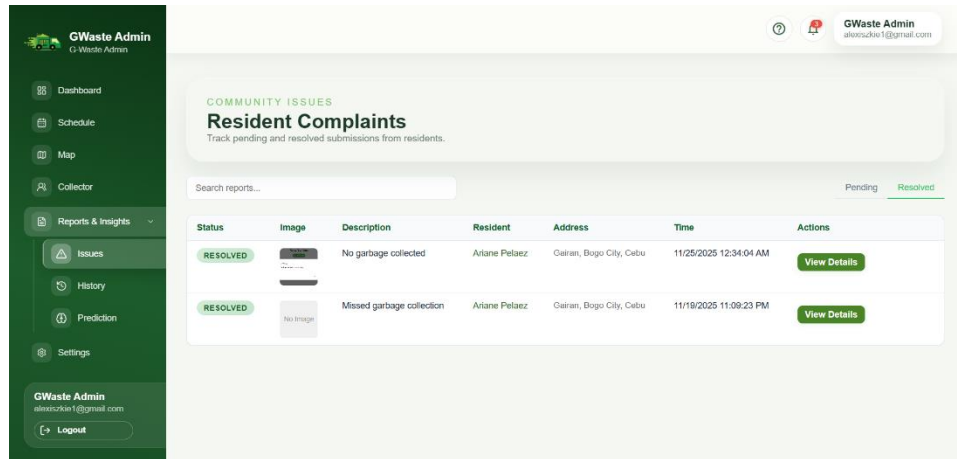 GWaste Admin
G-Waste Admin
Dashboard
Schedule
Map
Collector
Reports & Insights
Issues
History
Prediction
Settings
GWaste Admin
alexiszkie1@gmail.com
Logout
3
GWaste Admin
alexiszkie1@gmail.com
COMMUNITY ISSUES
Resident Complaints
Track pending and resolved submissions from residents.
Search reports...
Pending Resolved
Status Image Description Resident Address Time Actions
RESOLVED No garbage collected Ariane Pelaez Gairan, Bogo City, Cebu 11/25/2025 12:34:04 AM View Details
RESOLVED No Image Missed garbage collection Ariane Pelaez Gairan, Bogo City, Cebu 11/19/2025 11:09:23 PM View Details